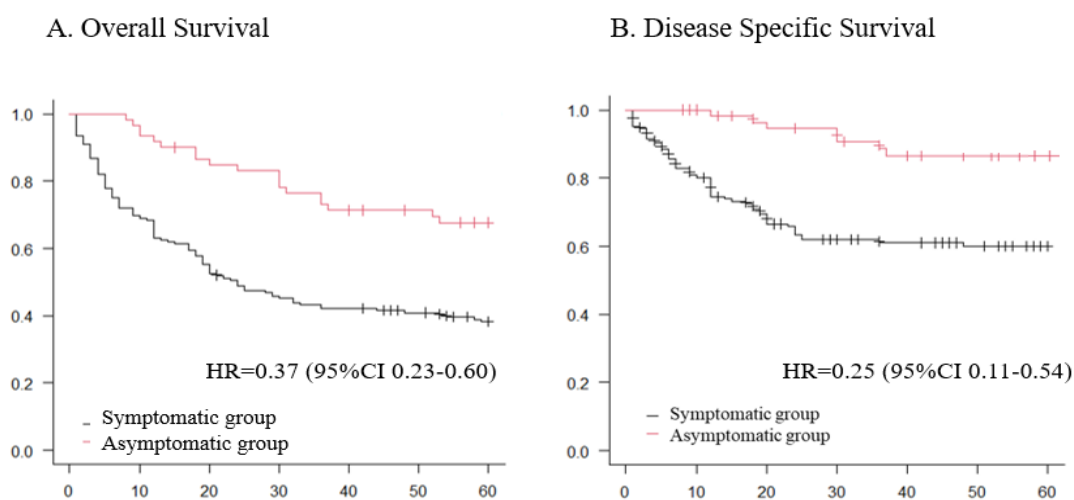 A. Overall Survival
1.0
0.8
0.6
0.4
0.2
0.0
HR=0.37 (95%CI 0.23-0.60)
Symptomatic group
Asymptomatic group
0 10 20 30 40 50 60
B. Disease Specific Survival
1.0
0.8
0.6
0.4
0.2
0.0
HR=0.25 (95%CI 0.11-0.54)
Symptomatic group
Asymptomatic group
0 10 20 30 40 50 60